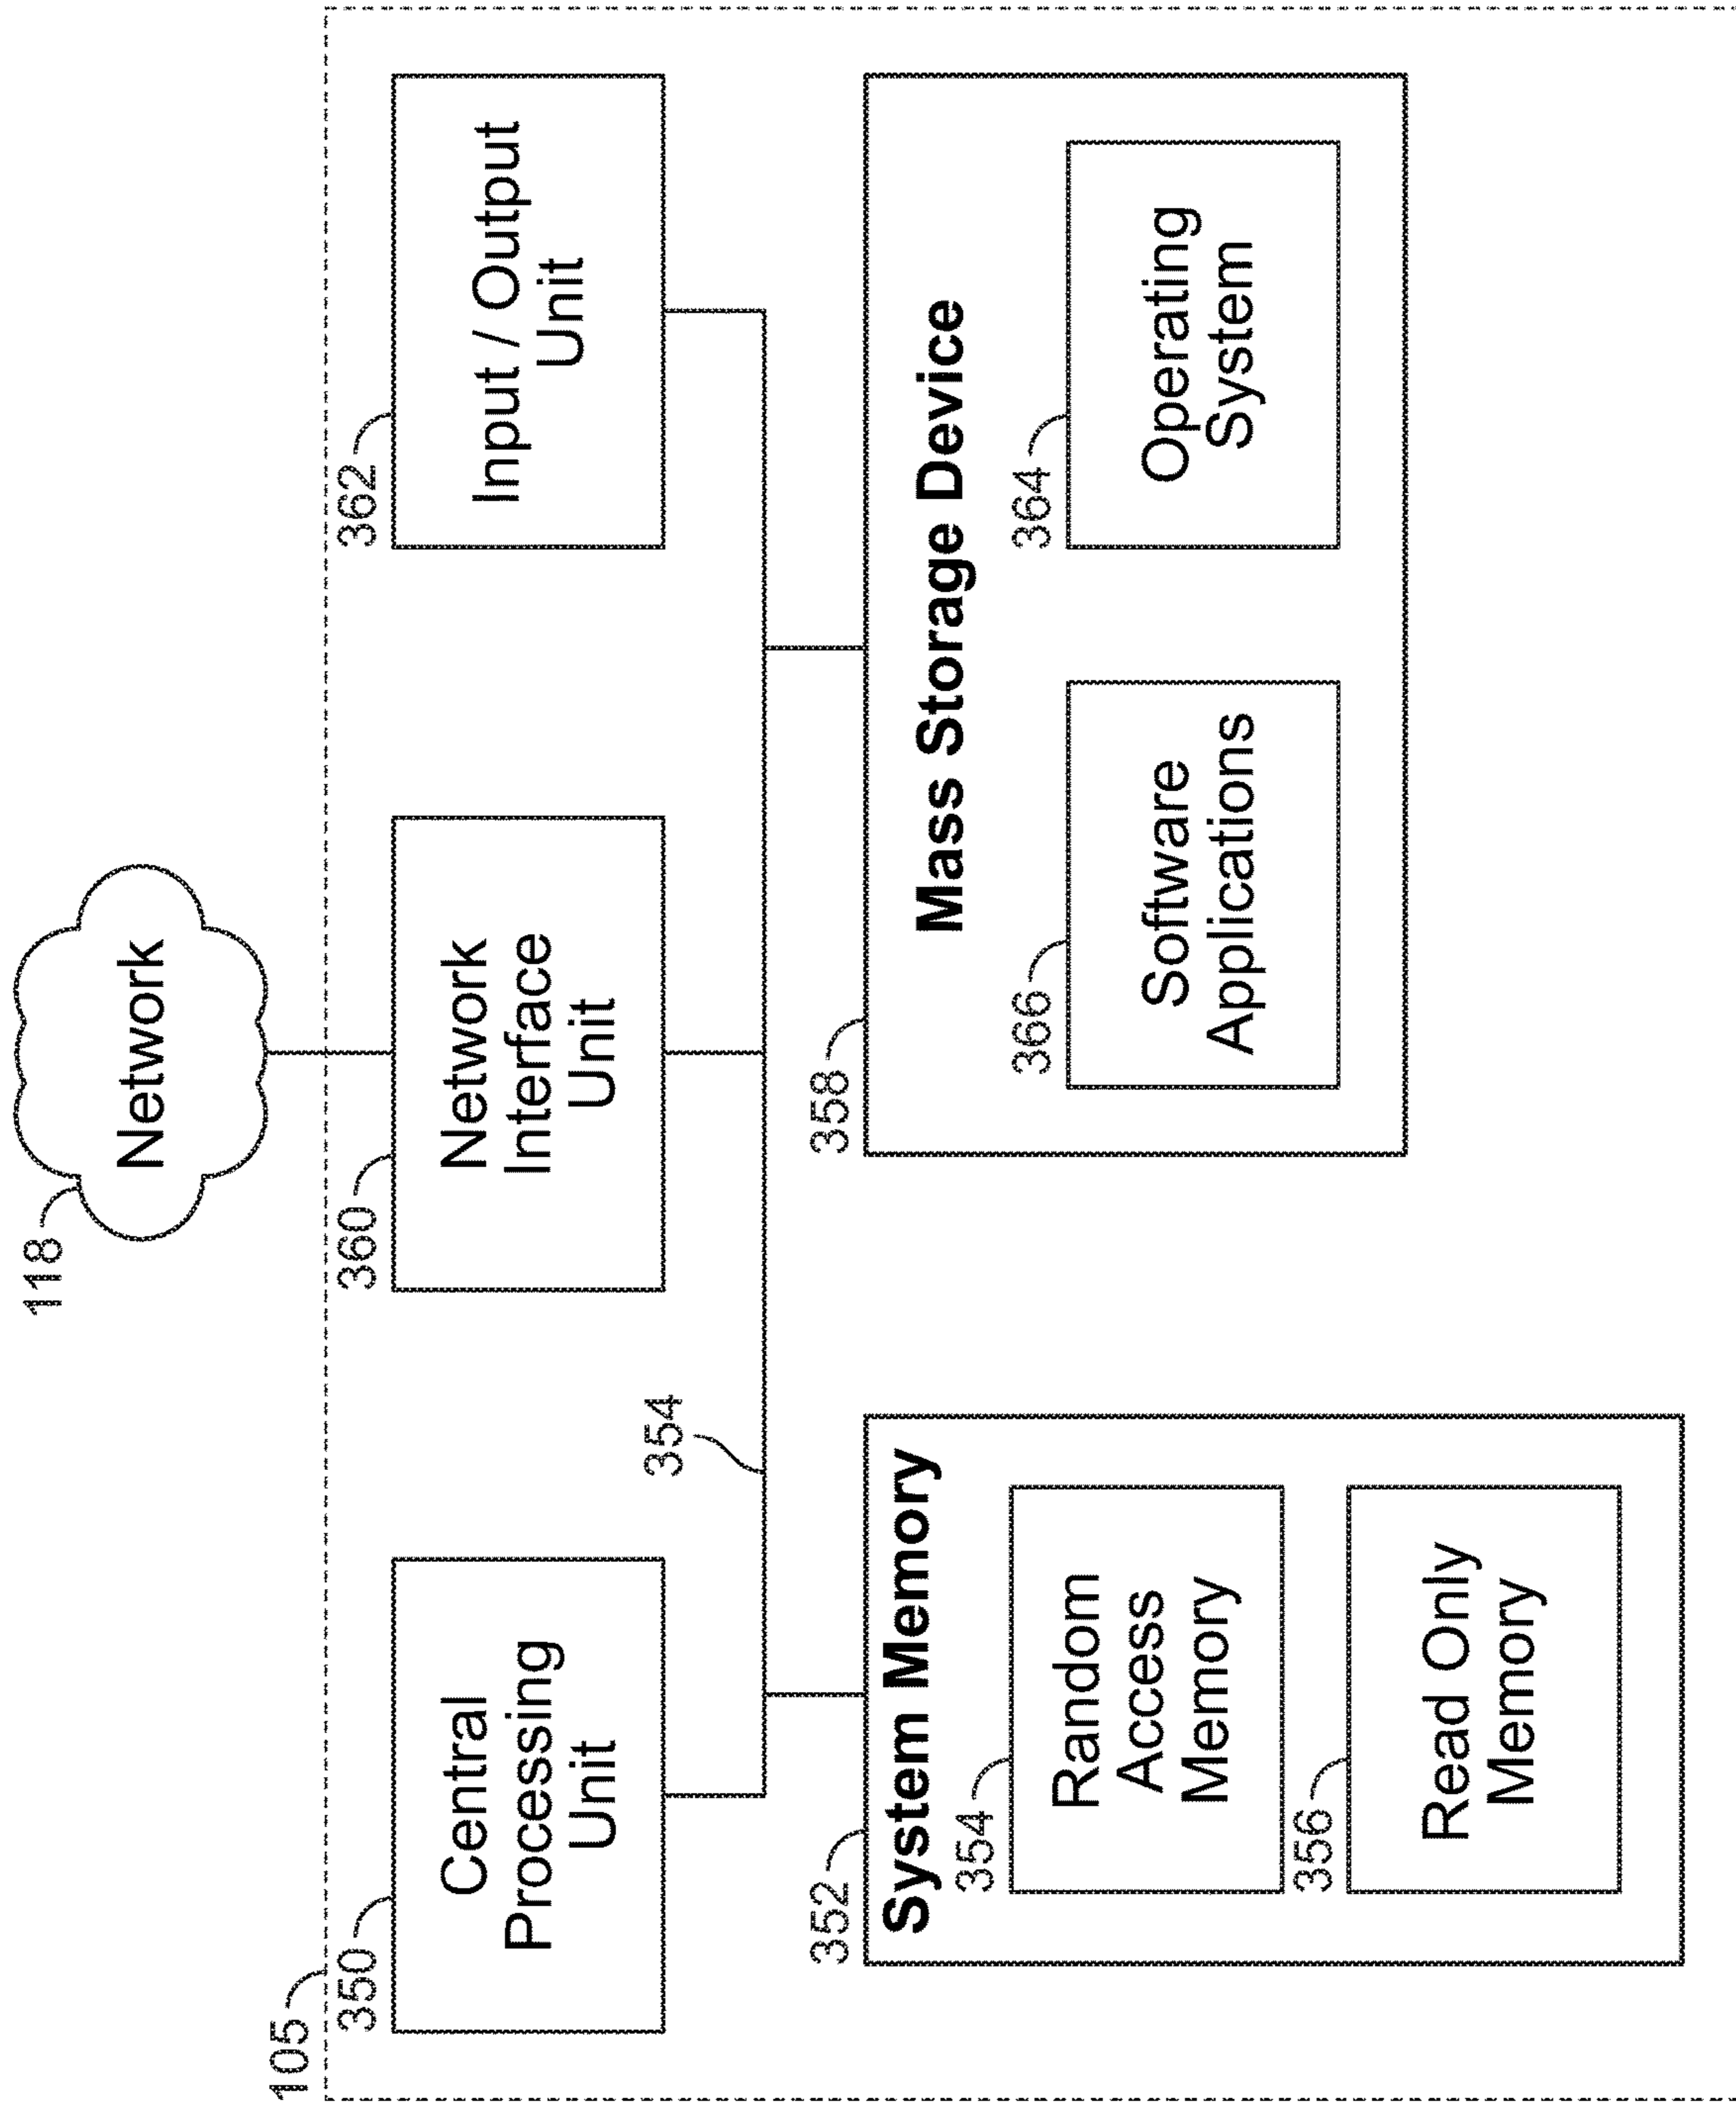 118
Network
105
350
Central
Processing
Unit
360
Network
Interface
Unit
362
Input / Output
Unit
354
352
System Memory
354
Random
Access
Memory
356
Read Only
Memory
358
Mass Storage Device
366
Software
Applications
364
Operating
System